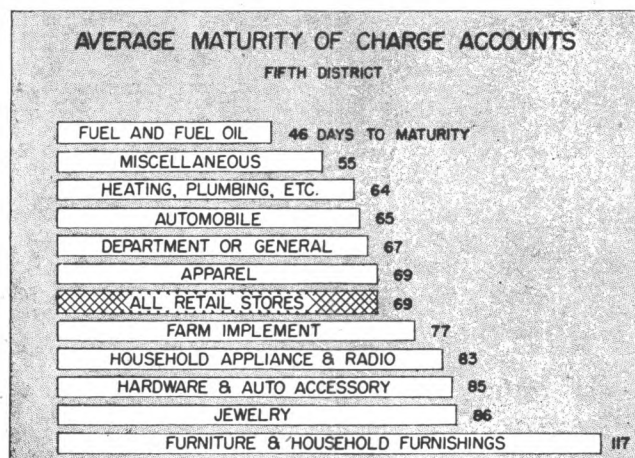 AVERAGE MATURITY OF CHARGE ACCOUNTS
FIFTH DISTRICT
FUEL AND FUEL OIL 46 DAYS TO MATURITY
MISCELLANEOUS 55
HEATING, PLUMBING, ETC. 64
AUTOMOBILE 65
DEPARTMENT OR GENERAL 67
APPAREL 69
ALL RETAIL STORES 69
FARM IMPLEMENT 77
HOUSEHOLD APPLIANCE & RADIO 83
HARDWARE & AUTO ACCESSORY 85
JEWELRY 86
FURNITURE & HOUSEHOLD FURNISHINGS 117